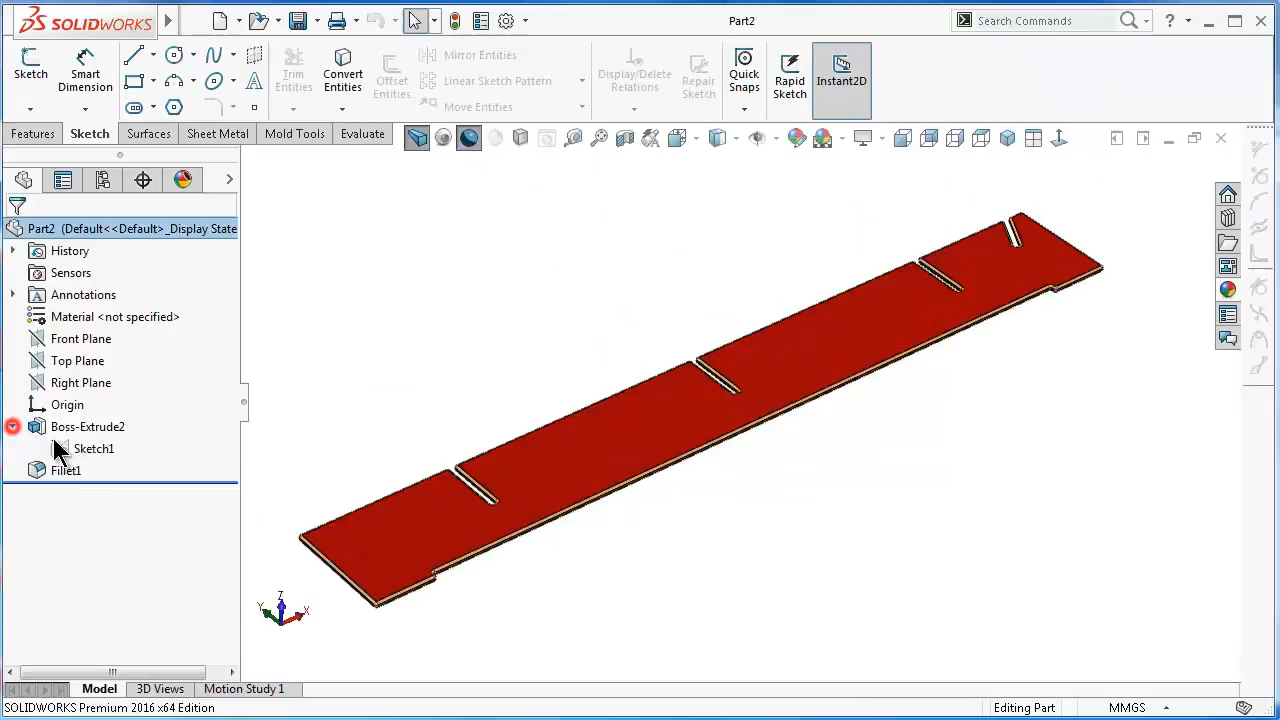 SOLIDWORKS
Part2
Search Commands
?
Sketch
Smart Dimension
Trim Entities
Convert Entities
Offset Entities
Mirror Entities
Linear Sketch Pattern
Move Entities
Display/Delete Relations
Repair Sketch
Quick Snaps
Rapid Sketch
Instant2D
Features
Sketch
Surfaces
Sheet Metal
Mold Tools
Evaluate
Part2 (Default<<Default>_Display State
History
Sensors
Annotations
Material <not specified>
Front Plane
Top Plane
Right Plane
Origin
Boss-Extrude2
Sketch1
Fillet1
Z
Y
X
Model
3D Views
Motion Study 1
SOLIDWORKS Premium 2016 x64 Edition
Editing Part
MMGS